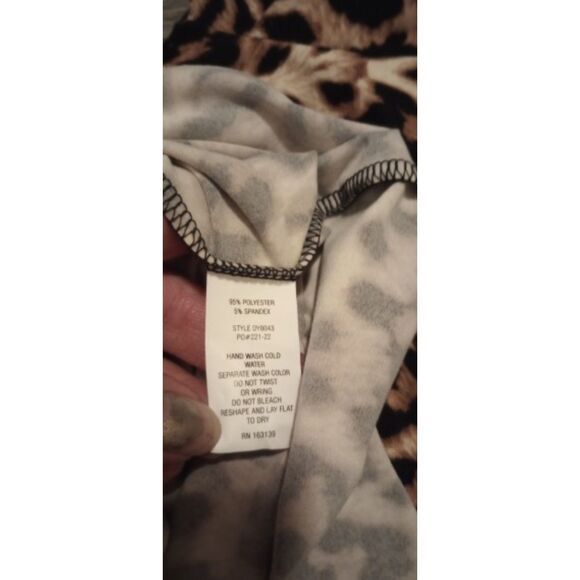 95% POLYESTER
5% SPANDEX
STYLE DY8043
PO#221-22
HAND WASH COLD
WATER
SEPARATE WASH COLOR
DO NOT TWIST
OR WRING
DO NOT BLEACH
RESHAPE AND LAY FLAT
TO DRY
RN 163139